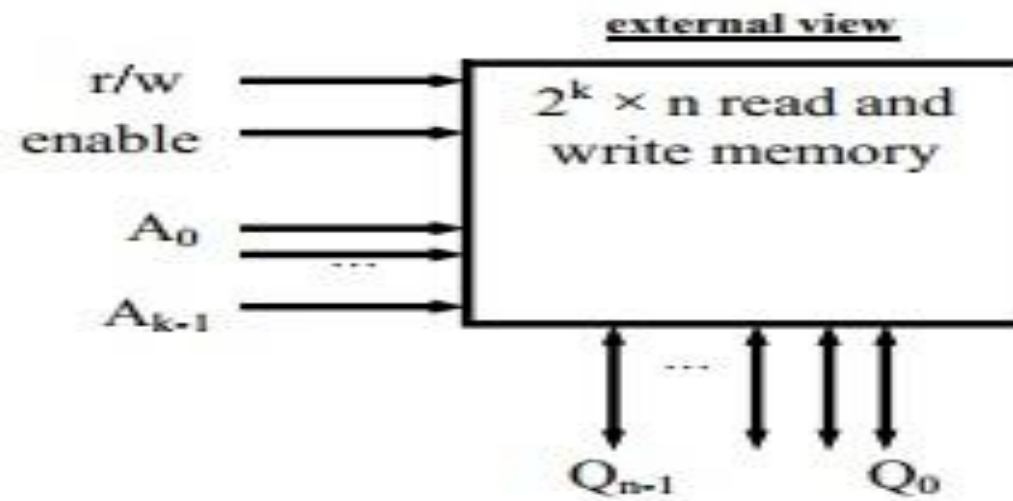 external view
r/w
2ᵏ × n read and
enable
write memory
A₀
...
Aₖ₋₁
...
Qₙ₋₁
Q₀